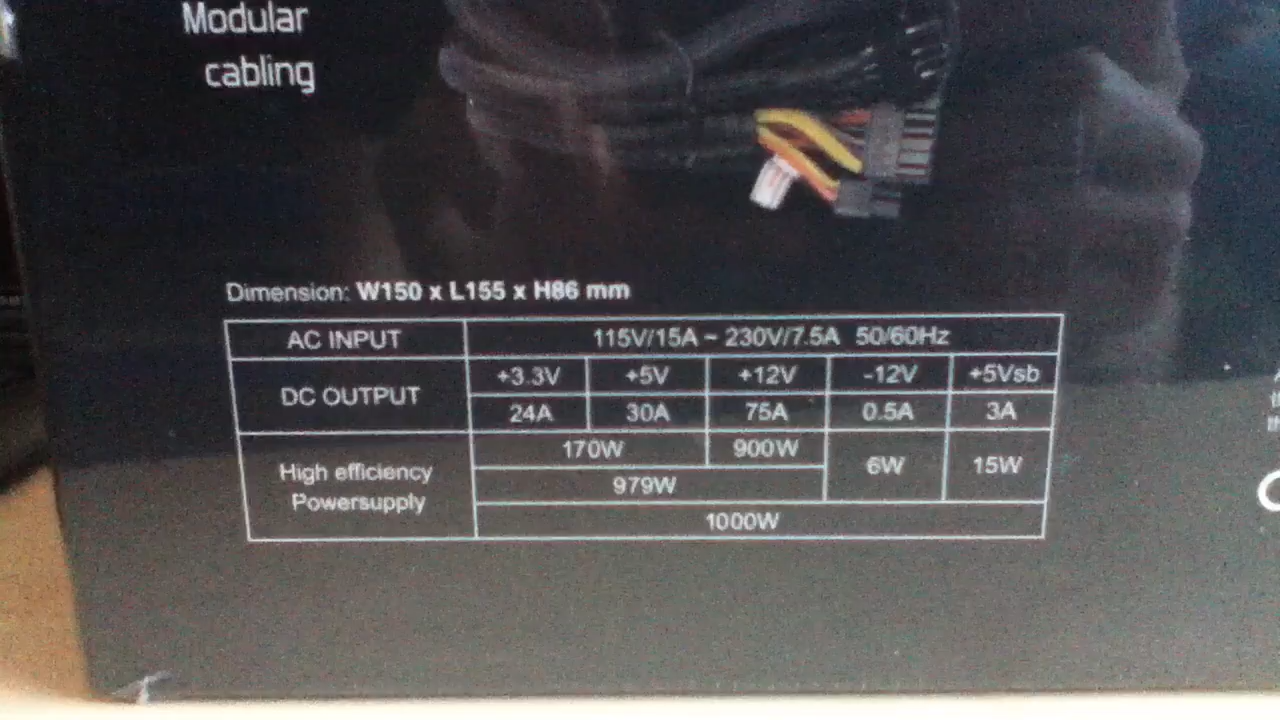 Modular
cabling
Dimension: W150 x L155 x H86 mm
AC INPUT 115V/15A ~ 230V/7.5A 50/60Hz
DC OUTPUT
+3.3V +5V +12V -12V +5Vsb
24A 30A 75A 0.5A 3A
High efficiency
Powersupply
170W 900W
6W 15W
979W
1000W